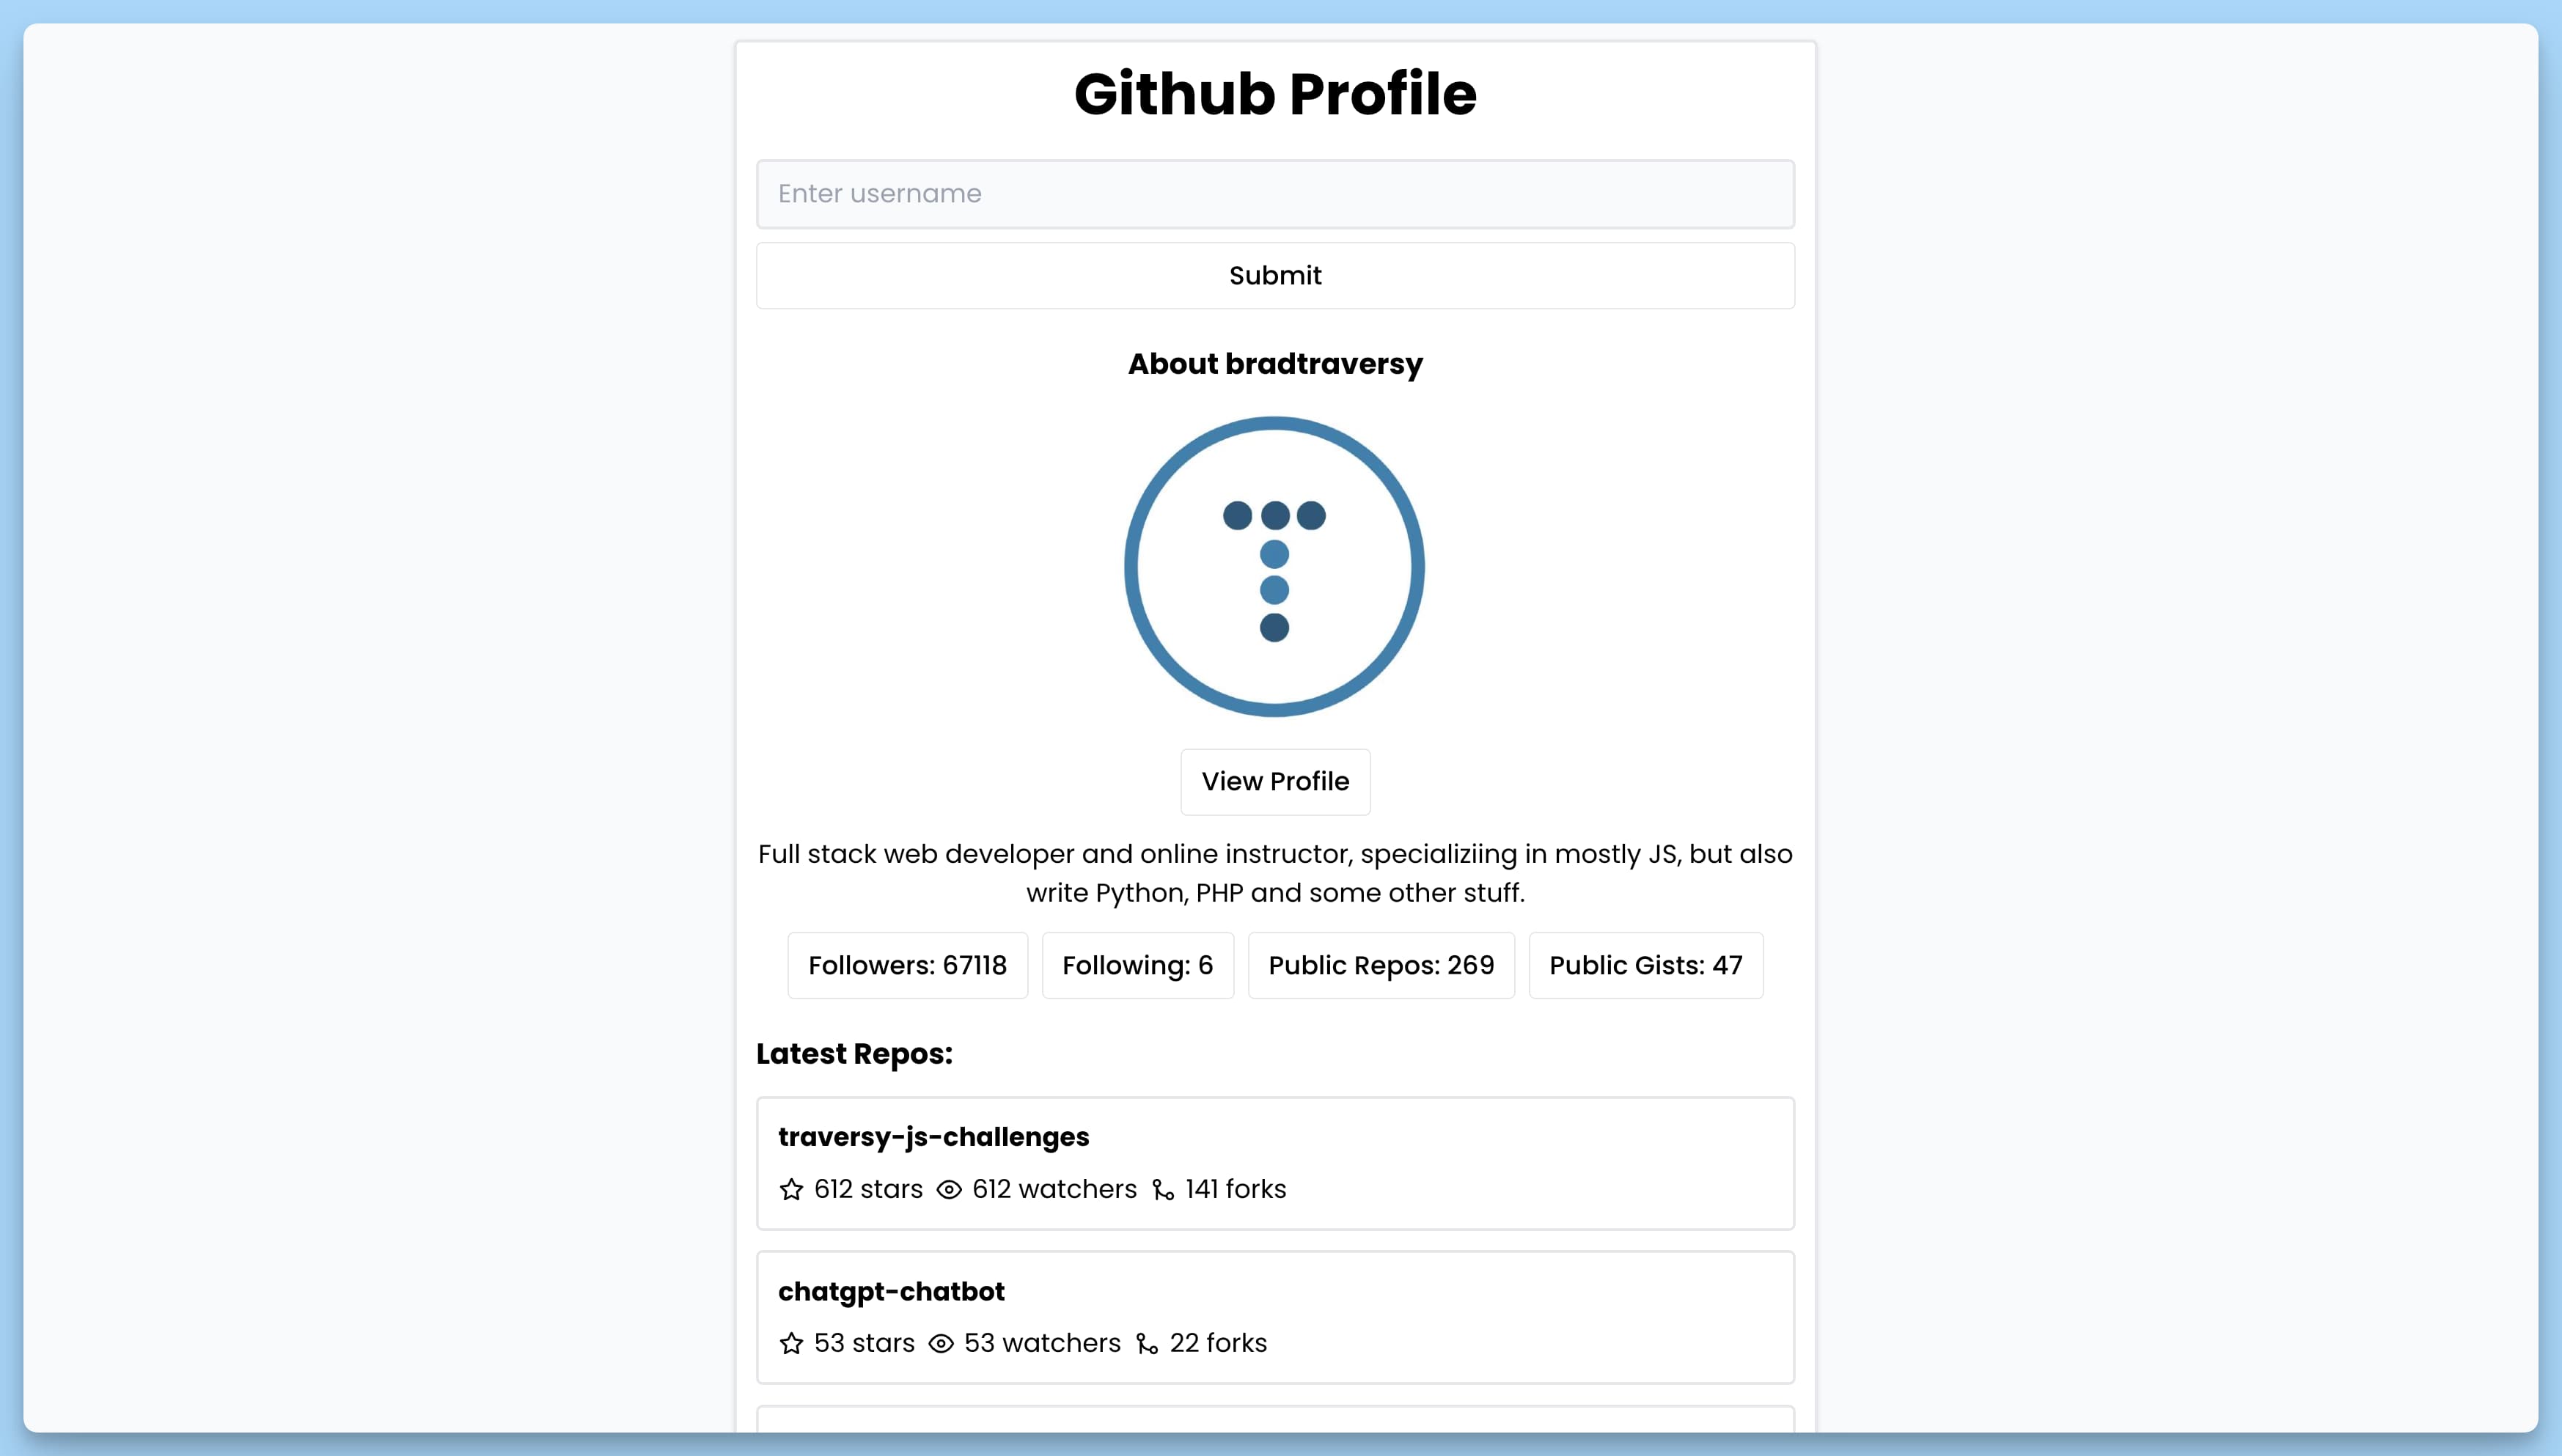 Github Profile
Enter username
Submit
About bradtraversy
View Profile
Full stack web developer and online instructor, specializiing in mostly JS, but also
write Python, PHP and some other stuff.
Followers: 67118 Following: 6 Public Repos: 269 Public Gists: 47
Latest Repos:
traversy-js-challenges
612 stars 612 watchers 141 forks
chatgpt-chatbot
53 stars 53 watchers 22 forks